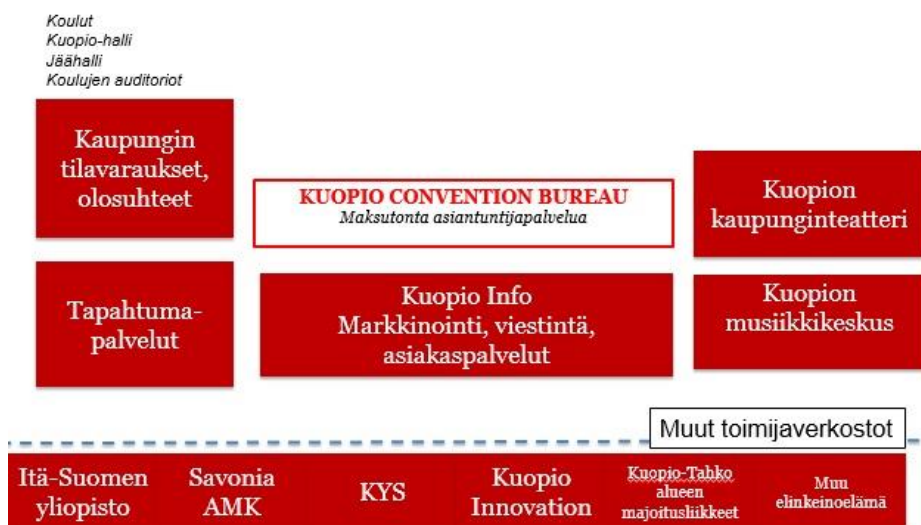 Koulut
Kuopio-halli
Jäähalli
Koulujen auditoriot
Kaupungin
tilavaraukset,
olosuhteet
KUOPIO CONVENTION BUREAU
Maksutonta asiantuntijapalvelua
Kuopion
kaupunginteatteri
Tapahtuma-
palvelut
Kuopio Info
Markkinointi, viestintä,
asiakaspalvelut
Kuopion
musiikkikeskus
Muut toimijaverkostot
Itä-Suomen
yliopisto
Savonia
AMK
KYS
Kuopio
Innovation
Kuopio-Tahko
alueen
majoitusliikkeet
Muu
elinkeinoelämä